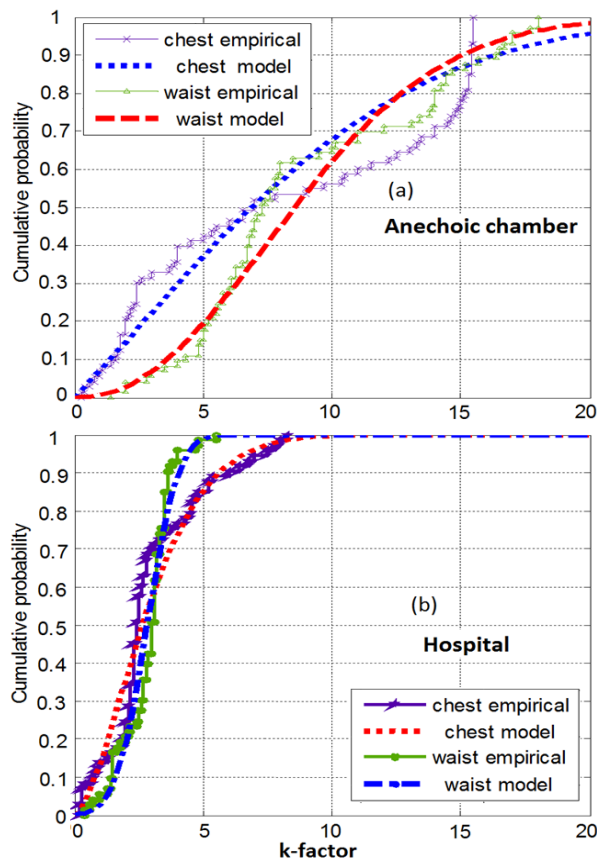 1
0.9
0.8
0.7
0.6
0.5
0.4
0.3
0.2
0.1
0
Cumulative probability
chest empirical
chest model
waist empirical
waist model
(a)
Anechoic chamber
0 5 10 15 20
1
0.9
0.8
0.7
0.6
0.5
0.4
0.3
0.2
0.1
0
Cumulative probability
(b)
Hospital
chest empirical
chest model
waist empirical
waist model
0 5 10 15 20
k-factor